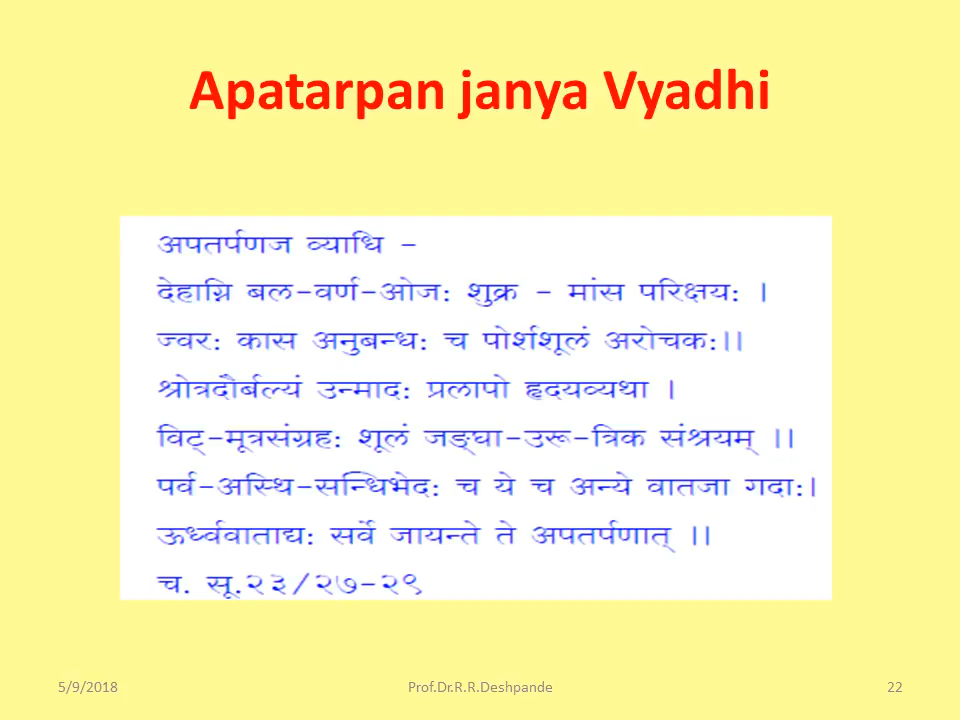 Apatarpan janya Vyadhi
अपतर्पणज व्याधि -
देहाग्नि बल-वर्ण-ओज: शुक्र - मांस परिक्षय: ।
ज्वर: कास अनुबन्ध: च पोर्शशूलं अरोचक:।।
श्रोत्रदौर्बल्यं उन्माद: प्रलापो हृदयव्यथा ।
विट्-मूत्रसंग्रह: शूलं जङ्घा-उरू-त्रिक संश्रयम् ।।
पर्व-अस्थि-सन्धिभेद: च ये च अन्ये वातजा गदा:।
ऊर्ध्ववाताद्य: सर्वे जायन्ते ते अपतर्पणात् ।।
च. सू.२३/२७-२९
5/9/2018
Prof.Dr.R.R.Deshpande
22